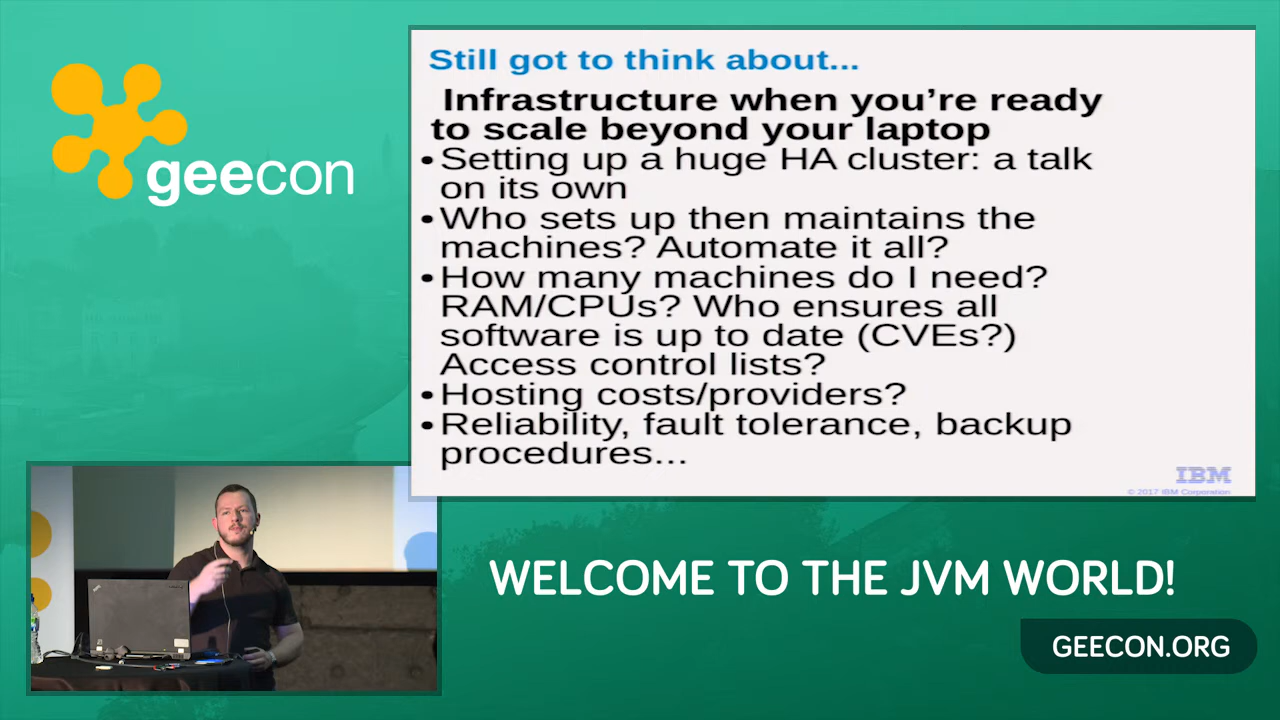 geecon
Still got to think about...
Infrastructure when you're ready
to scale beyond your laptop
•Setting up a huge HA cluster: a talk
on its own
•Who sets up then maintains the
machines? Automate it all?
•How many machines do I need?
RAM/CPUs? Who ensures all
software is up to date (CVEs?)
Access control lists?
•Hosting costs/providers?
•Reliability, fault tolerance, backup
procedures...
IBM
© 2017 IBM Corporation
WELCOME TO THE JVM WORLD!
GEECON.ORG